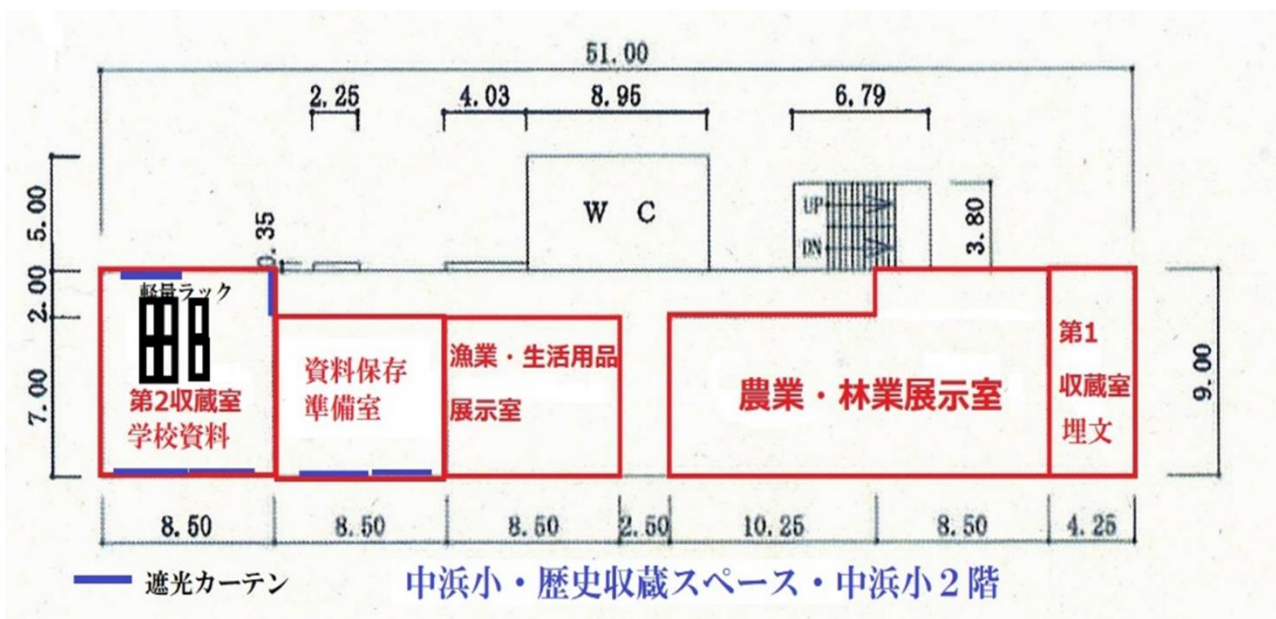 51.00
2.25
4.03
8.95
6.79
5.00
W C
UP
DN
3.80
0.35
2.00
軽量ラック
第2収蔵室
学校資料
資料保存
準備室
漁業・生活用品
展示室
農業・林業展示室
第1
収蔵室
埋文
7.00
9.00
8.50
8.50
8.50
2.50
10.25
8.50
4.25
遮光カーテン
中浜小・歴史収蔵スペース・中浜小２階